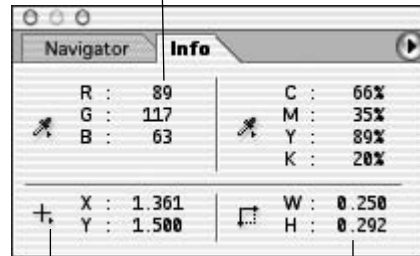 Navigator Info
R : 89 C : 66%
G : 117 M : 35%
B : 63 Y : 89%
K : 20%
X : 1.361 W : 0.250
Y : 1.500 H : 0.292